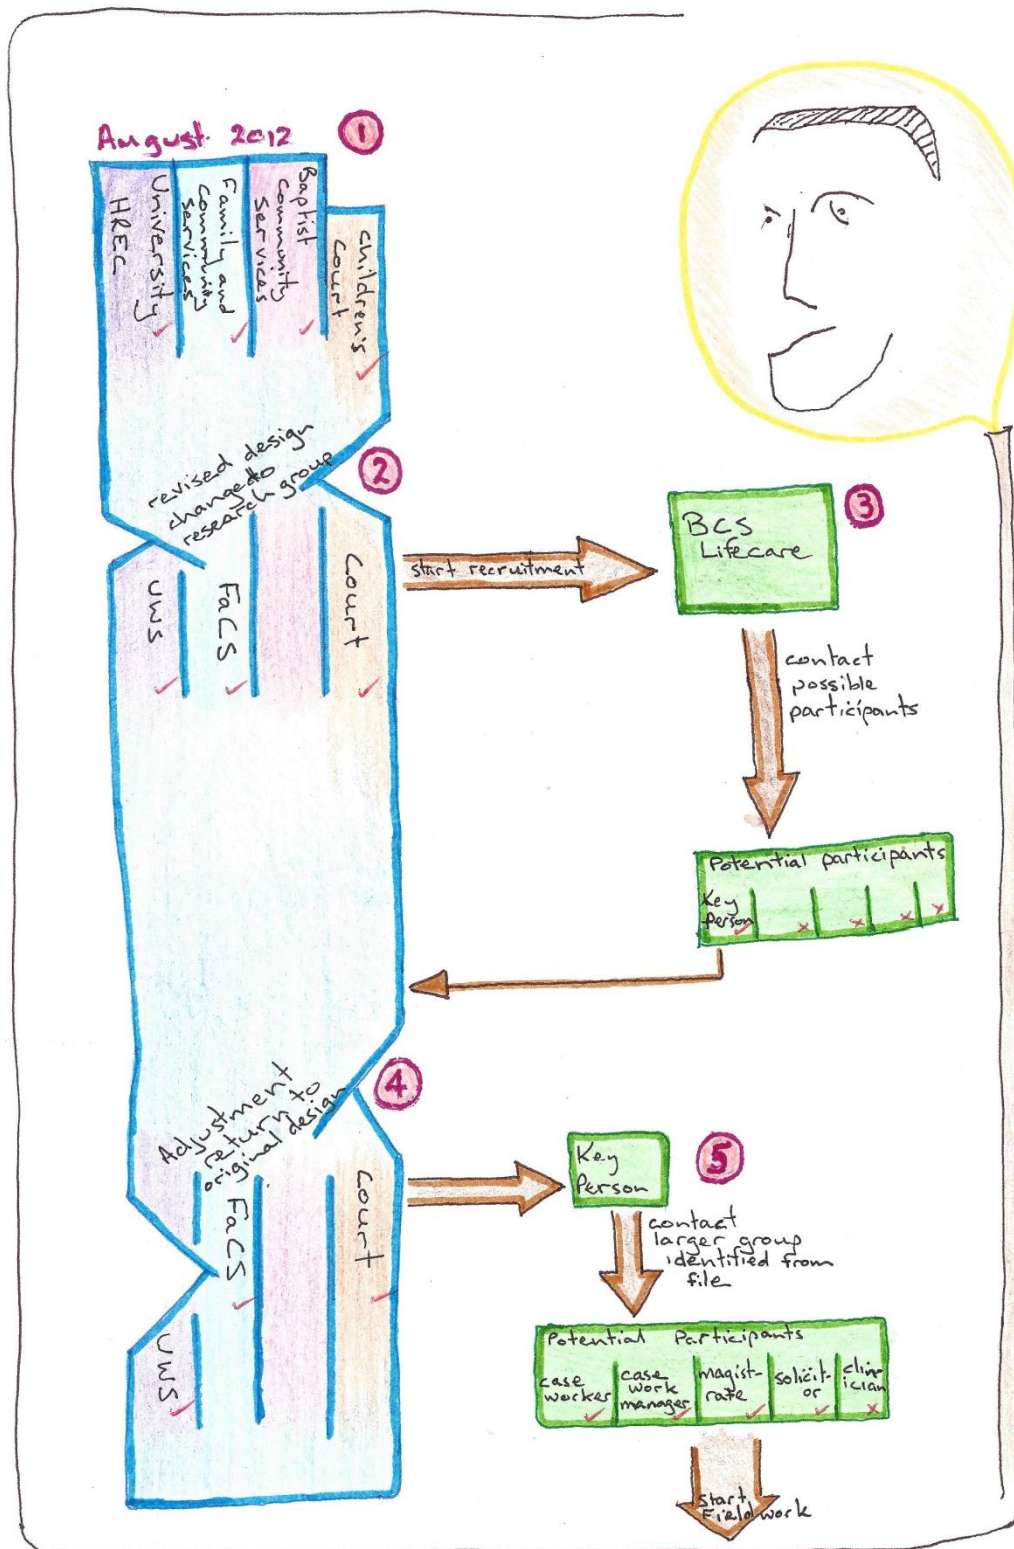 August 2012
1
University
HREC
Family and
community
services
Baptist
community
services
children's
court
revised design
change to
research group
2
UWS
FaCS
Court
start recruitment
3
BCS
Lifecare
contact
possible
participants
Potential participants
Key
Person
Adjustment
return to
original design
4
FaCS
Court
UWS
Key
Person
5
contact
larger group
identified from
file
Potential Participants
case
worker
case
work
manager
magist-
rate
solicit-
or
clin-
ician
start
Fieldwork